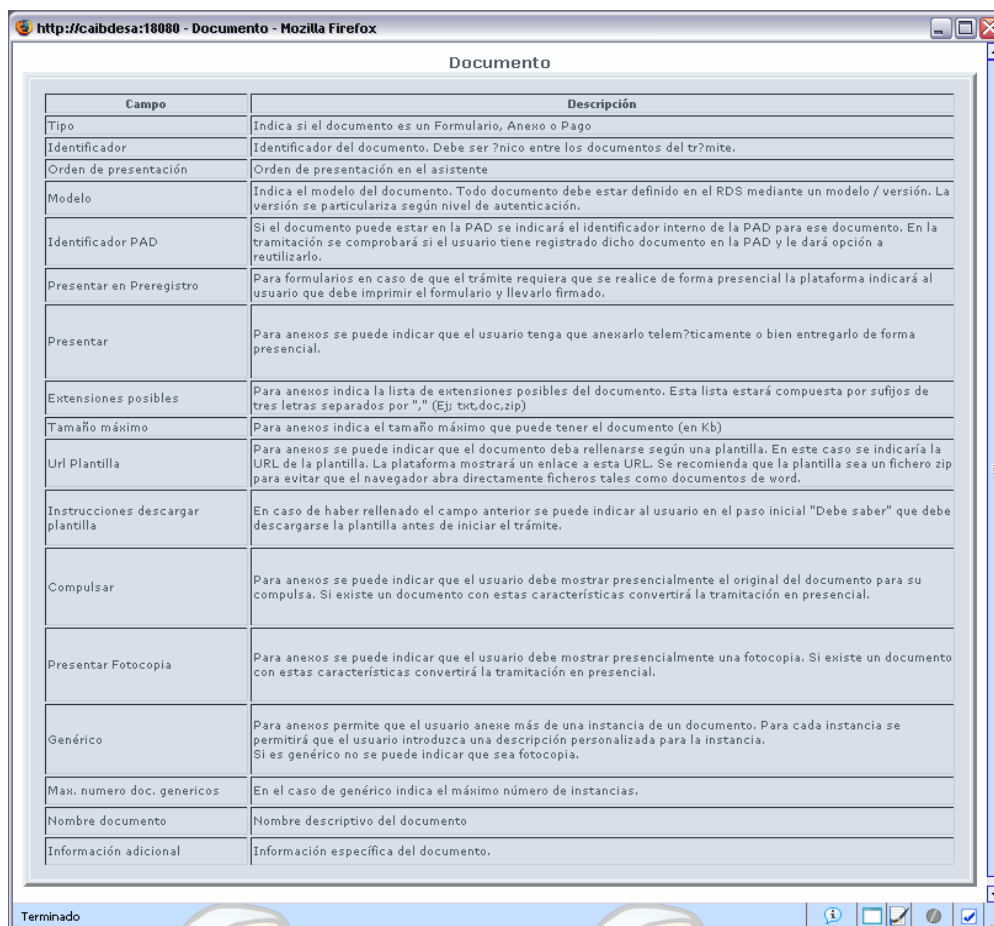 http://caibdesa:18080 - Documento - Mozilla Firefox
Documento
Campo Descripción
Tipo Indica si el documento es un Formulario, Anexo o Pago
Identificador Identificador del documento. Debe ser ?nico entre los documentos del tr?mite.
Orden de presentación Orden de presentación en el asistente
Modelo Indica el modelo del documento. Todo documento debe estar definido en el RDS mediante un modelo / versión. La
versión se particulariza según nivel de autenticación.
Identificador PAD Si el documento puede estar en la PAD se indicará el identificador interno de la PAD para ese documento. En la
tramitación se comprobará si el usuario tiene registrado dicho documento en la PAD y le dará opción a
reutilizarlo.
Presentar en Preregistro Para formularios en caso de que el trámite requiera que se realice de forma presencial la plataforma indicará al
usuario que debe imprimir el formulario y llevarlo firmado.
Presentar Para anexos se puede indicar que el usuario tenga que anexarlo telem?ticamente o bien entregarlo de forma
presencial.
Extensiones posibles Para anexos indica la lista de extensiones posibles del documento. Esta lista estará compuesta por sufijos de
tres letras separados por "," (Ej; txt,doc,zip)
Tamaño máximo Para anexos indica el tamaño máximo que puede tener el documento (en Kb)
Url Plantilla Para anexos se puede indicar que el documento deba rellenarse según una plantilla. En este caso se indicaría la
URL de la plantilla. La plataforma mostrará un enlace a esta URL. Se recomienda que la plantilla sea un fichero zip
para evitar que el navegador abra directamente ficheros tales como documentos de word.
Instrucciones descargar
plantilla
En caso de haber rellenado el campo anterior se puede indicar al usuario en el paso inicial "Debe saber" que debe
descargarse la plantilla antes de iniciar el trámite.
Compulsar Para anexos se puede indicar que el usuario debe mostrar presencialmente el original del documento para su
compulsa. Si existe un documento con estas características convertirá la tramitación en presencial.
Presentar Fotocopia Para anexos se puede indicar que el usuario debe mostrar presencialmente una fotocopia. Si existe un documento
con estas características convertirá la tramitación en presencial.
Genérico Para anexos permite que el usuario anexe más de una instancia de un documento. Para cada instancia se
permitirá que el usuario introduzca una descripción personalizada para la instancia.
Si es genérico no se puede indicar que sea fotocopia.
Max. numero doc. genericos En el caso de genérico indica el máximo número de instancias.
Nombre documento Nombre descriptivo del documento
Información adicional Información específica del documento.
Terminado